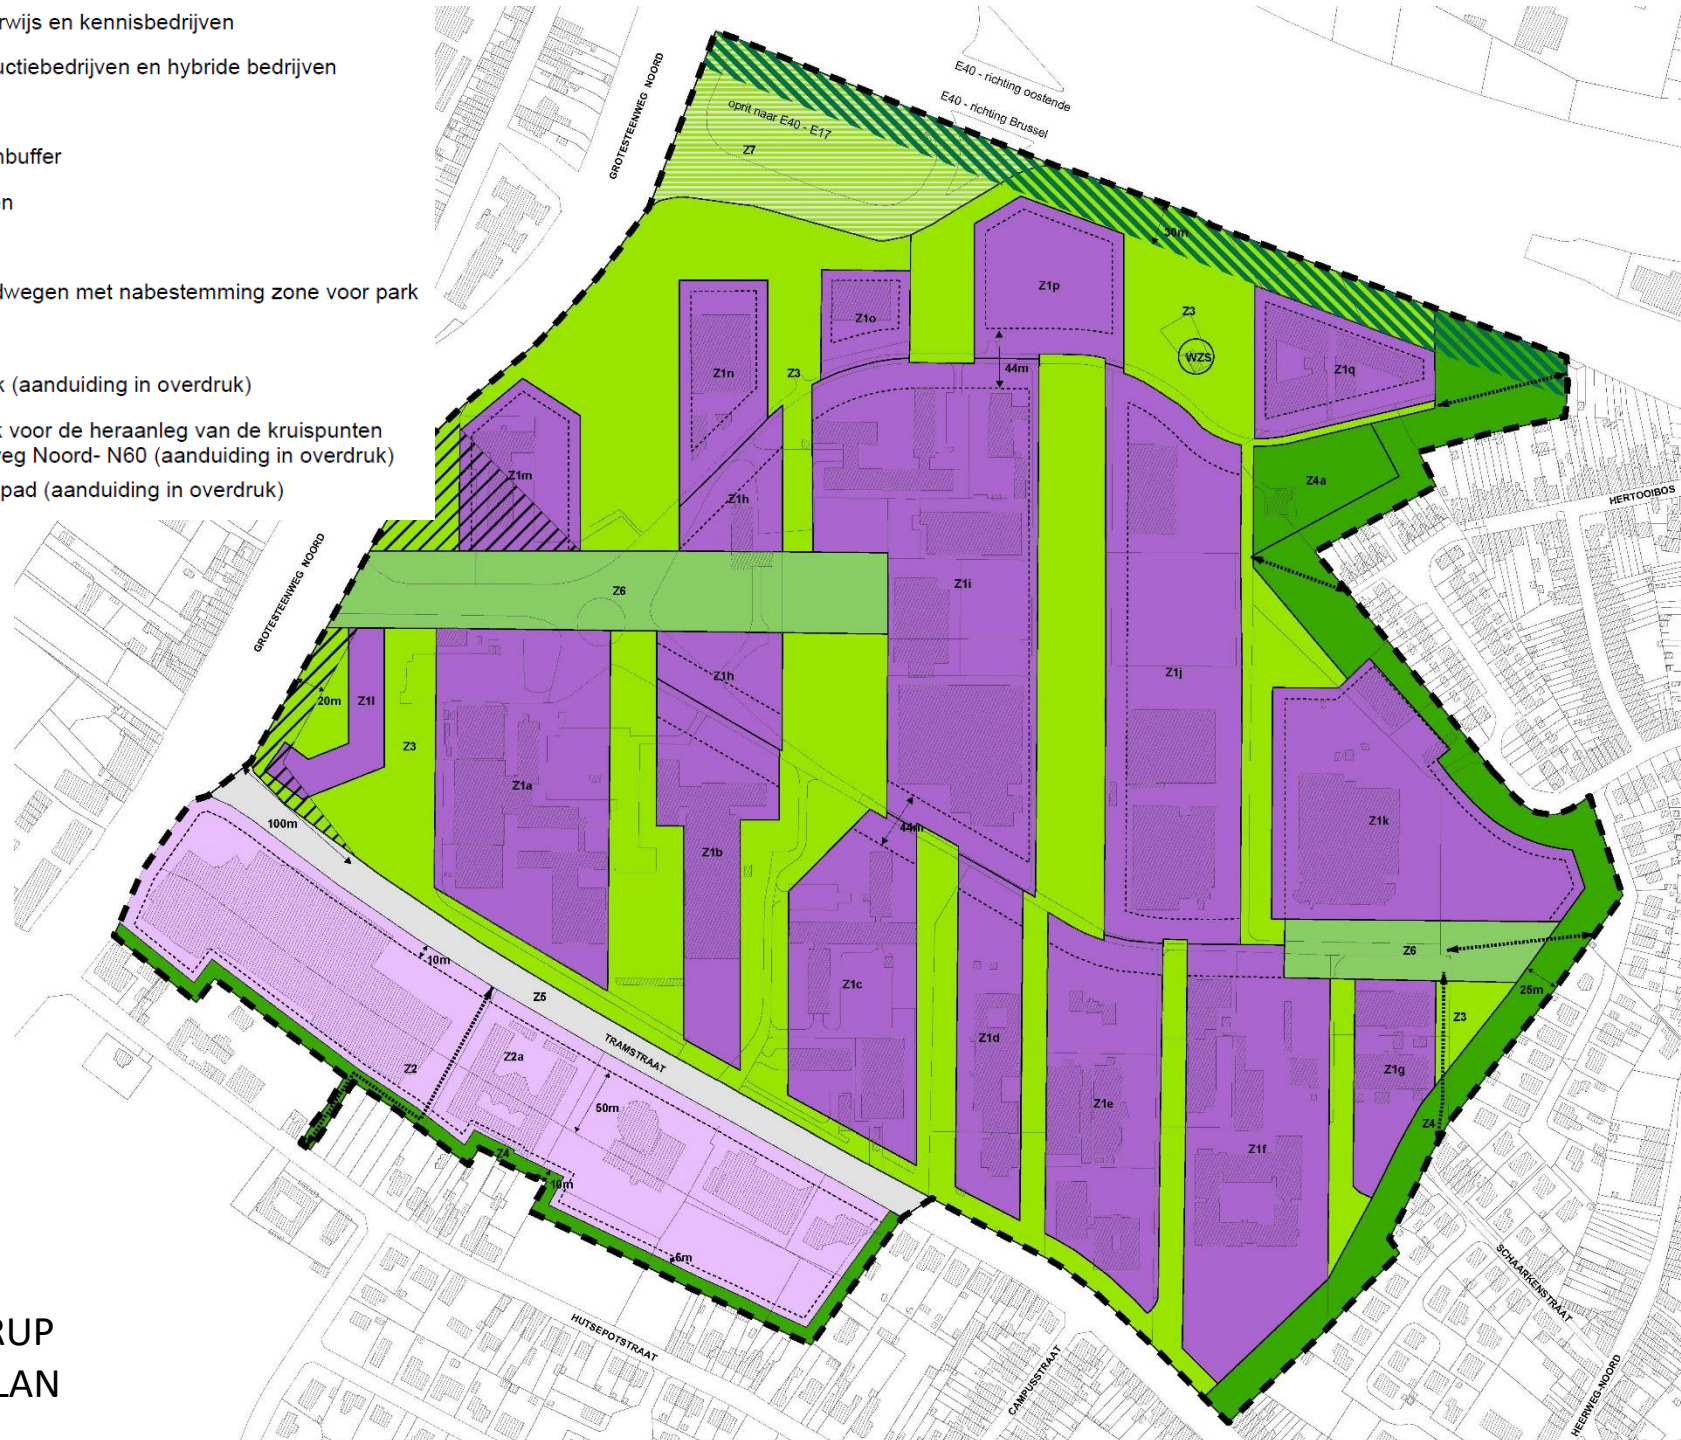 rwijs en kennisbedrijven
uctiebedrijven en hybride bedrijven
nbuffer
en
dwegen met nabestemming zone voor park
k (aanduiding in overdruk)
k voor de heraanleg van de kruispunten
eg Noord- N60 (aanduiding in overdruk)
pad (aanduiding in overdruk)
GROTESTEENWEG NOORD
E40 - richting oostende
E40 - richting Brussel
oprit naar E40 - E17
Z7
30m
Z1p
Z3
Z1o
WZS
Z1n
Z3
44m
Z1q
Z1m
Z1h
Z4a
HERTOOIBOS
GROTESTEENWEG NOORD
Z6
Z1i
Z1h
Z1j
20m
Z1l
Z3
Z1a
100m
44m
Z1k
Z1b
Z6
10m
Z1c
25m
Z5
Z3
TRAMSTRAAT
Z1d
Z2a
Z2
Z1g
50m
Z1e
Z4
Z1f
Z4
10m
5m
SCHAARKENSTRAAT
HUTSEPOTSTRAAT
CAMPUSSTRAAT
HEERWEG-NOORD
RUP
LAN